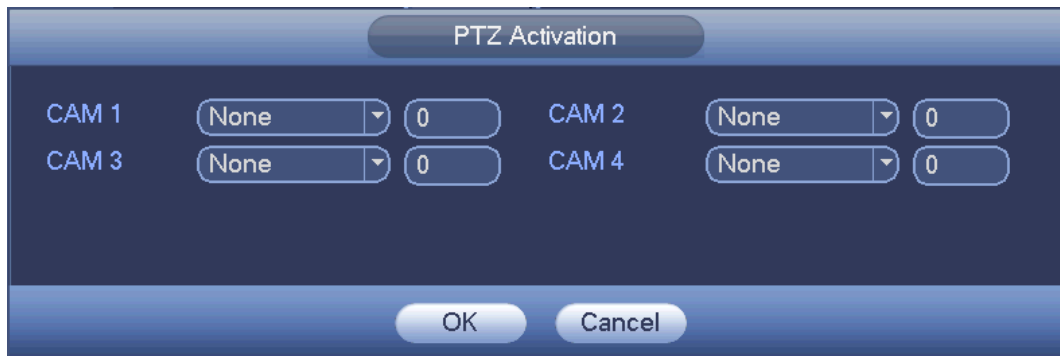 PTZ Activation
CAM 1 None 0 CAM 2 None 0
CAM 3 None 0 CAM 4 None 0
OK Cancel